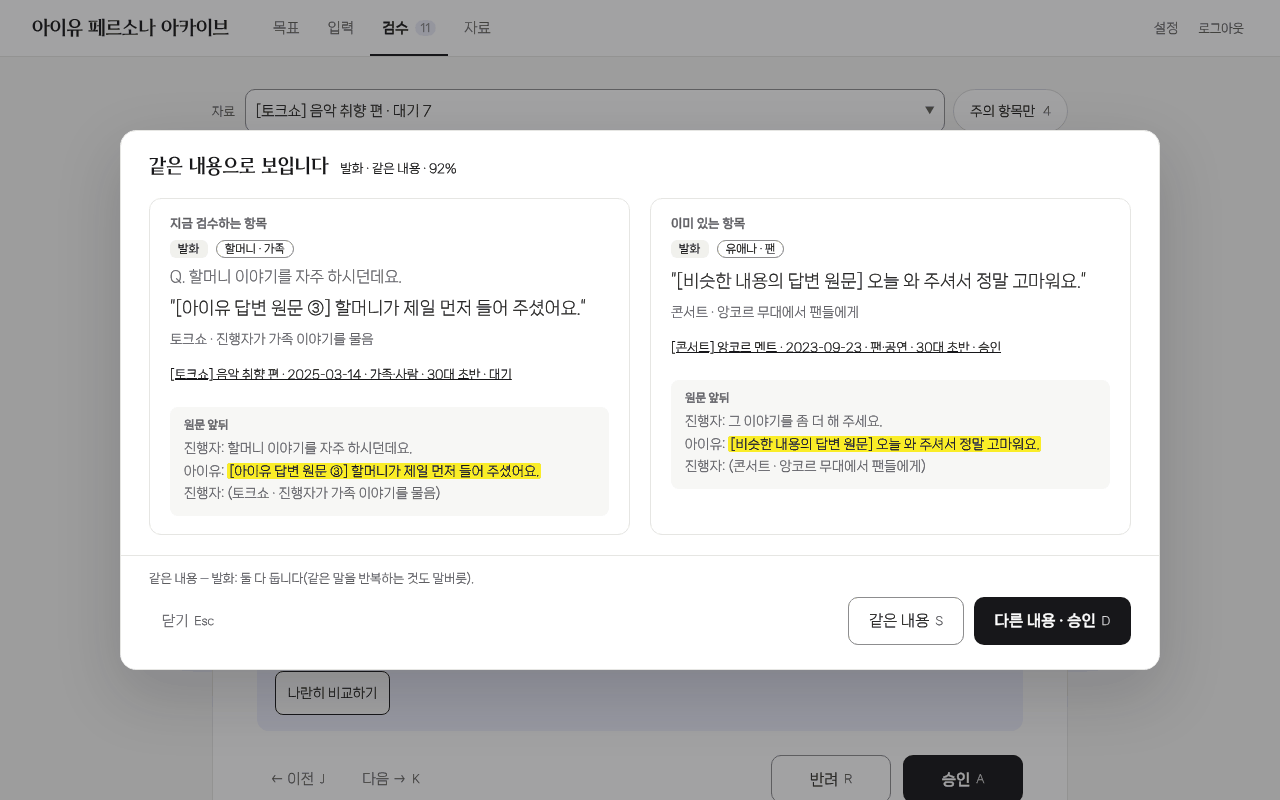 아이유 페르소나 아카이브
목표 입력 검수 11 자료
설정 로그아웃
자료 [토크쇼] 음악 취향 편 · 대기 7 ▼ 주의 항목만 4
같은 내용으로 보입니다 발화 · 같은 내용 · 92%
지금 검수하는 항목
발화 할머니 · 가족
Q. 할머니 이야기를 자주 하시던데요.
"[아이유 답변 원문 ③] 할머니가 제일 먼저 들어 주셨어요."
토크쇼 · 진행자가 가족 이야기를 물음
[토크쇼] 음악 취향 편 · 2025-03-14 · 가족·사람 · 30대 초반 · 대기
원문 앞뒤
진행자: 할머니 이야기를 자주 하시던데요.
아이유: [아이유 답변 원문 ③] 할머니가 제일 먼저 들어 주셨어요.
진행자: (토크쇼 · 진행자가 가족 이야기를 물음)
이미 있는 항목
발화 유애나 · 팬
"[비슷한 내용의 답변 원문] 오늘 와 주셔서 정말 고마워요."
콘서트 · 앙코르 무대에서 팬들에게
[콘서트] 앙코르 멘트 · 2023-09-23 · 팬·공연 · 30대 초반 · 승인
원문 앞뒤
진행자: 그 이야기를 좀 더 해 주세요.
아이유: [비슷한 내용의 답변 원문] 오늘 와 주셔서 정말 고마워요.
진행자: (콘서트 · 앙코르 무대에서 팬들에게)
같은 내용 — 발화: 둘 다 둡니다(같은 말을 반복하는 것도 말버릇).
닫기 Esc
같은 내용 S
다른 내용 · 승인 D
나란히 비교하기
← 이전 J 다음 → K
반려 R 승인 A